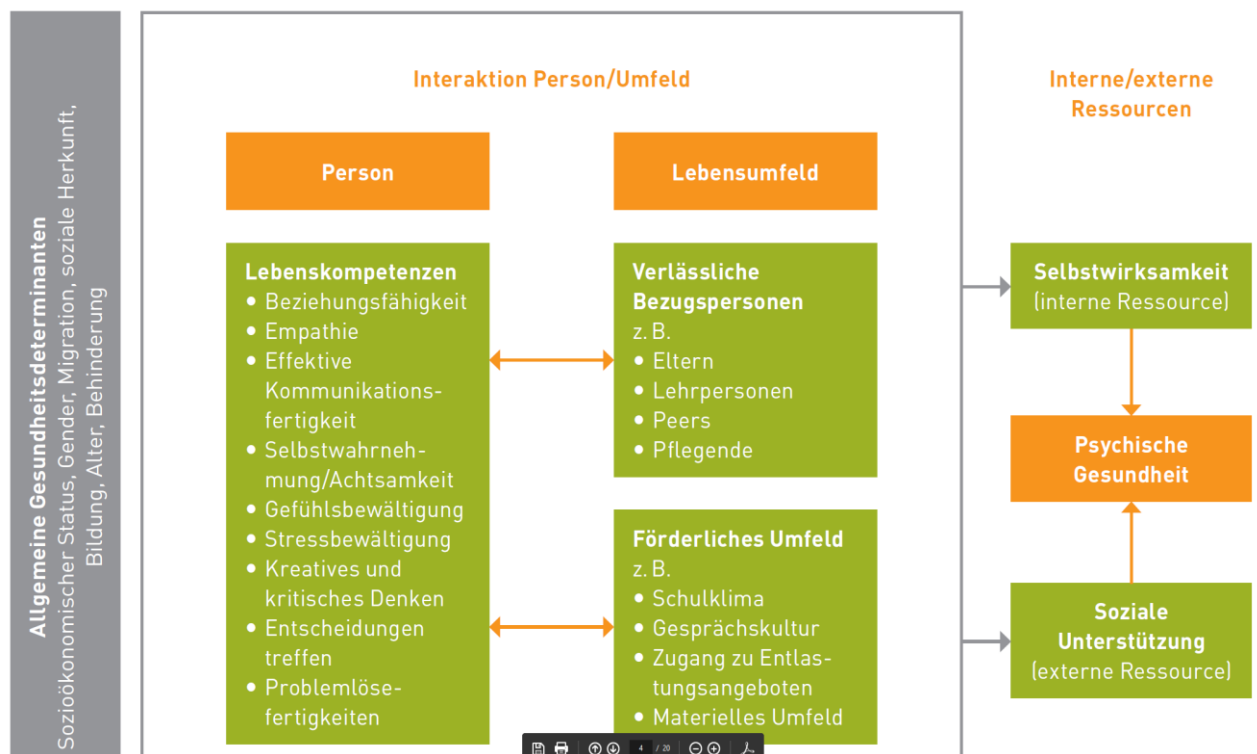 Allgemeine Gesundheitsdeterminanten
Sozioökonomischer Status, Gender, Migration, soziale Herkunft,
Bildung, Alter, Behinderung
Interaktion Person/Umfeld
Person
Lebensumfeld
Lebenskompetenzen
• Beziehungsfähigkeit
• Empathie
• Effektive
Kommunikations-
fertigkeit
• Selbstwahrneh-
mung/Achtsamkeit
• Gefühlsbewältigung
• Stressbewältigung
• Kreatives und
kritisches Denken
• Entscheidungen
treffen
• Problemlöse-
fertigkeiten
Verlässliche
Bezugspersonen
z. B.
• Eltern
• Lehrpersonen
• Peers
• Pflegende
Förderliches Umfeld
z. B.
• Schulklima
• Gesprächskultur
• Zugang zu Entlas-
tungsangeboten
• Materielles Umfeld
Interne/externe
Ressourcen
Selbstwirksamkeit
(interne Ressource)
Psychische
Gesundheit
Soziale
Unterstützung
(externe Ressource)
4 / 20